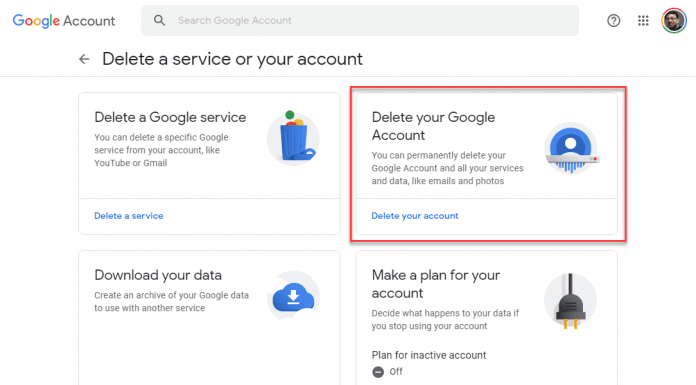 Google Account
Search Google Account
Delete a service or your account
Delete a Google service
You can delete a specific Google
service from your account, like
YouTube or Gmail
Delete a service
Delete your Google
Account
You can permanently delete your
Google Account and all your services
and data, like emails and photos
Delete your account
Download your data
Create an archive of your Google data
to use with another service
Make a plan for your
account
Decide what happens to your data if
you stop using your account
Plan for inactive account
Off